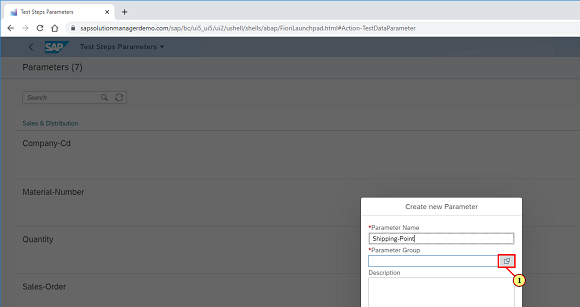 Test Steps Parameters
sapsolutionmanagerdemo.com/sap/bc/ui5_ui5/ui2/ushell/shells/abap/FioriLaunchpad.html#Action-TestDataParameter
SAP
Test Steps Parameters
Parameters (7)
Search
Sales & Distribution
Company-Cd
Material-Number
Quantity
Sales-Order
Create new Parameter
*Parameter Name
Shipping-Point
*Parameter Group
Description
1